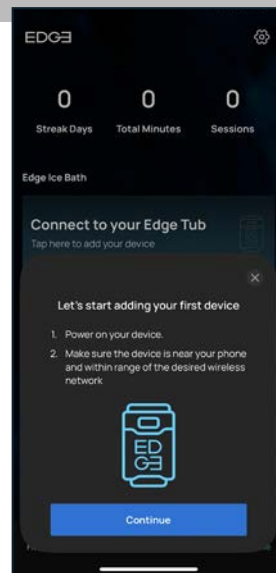 EDGE
0 0 0
Streak Days Total Minutes Sessions
Edge Ice Bath
Connect to your Edge Tub
Tap here to add your device
Let's start adding your first device
1. Power on your device.
2. Make sure the device is near your phone
and within range of the desired wireless
network
ED
GE
Continue